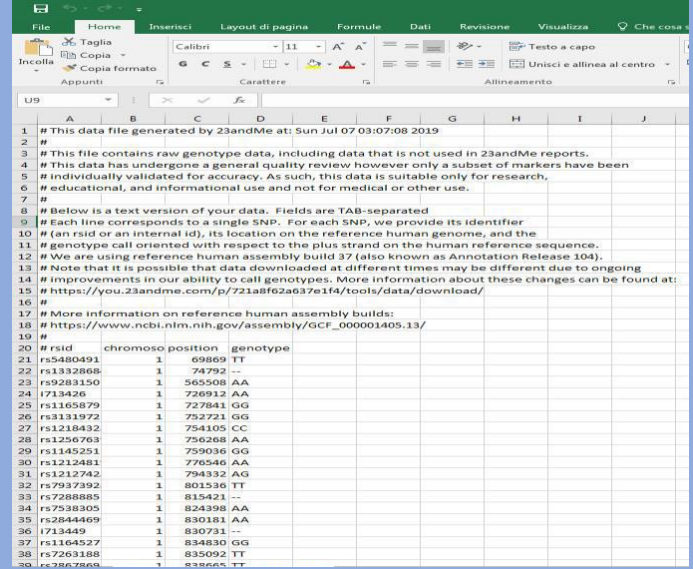 File Home Inserisci Layout di pagina Formule Dati Revisione Visualizza Che cosa s
Incolla
Taglia
Copia
Copia formato
Appunti
Calibri 11 A A
G C S A
Carattere
Testo a capo
Unisci e allinea al centro
Allineamento
U9 fx
A B C D E F G H I J
1 # This data file generated by 23andMe at: Sun Jul 07 03:07:08 2019
2 #
3 # This file contains raw genotype data, including data that is not used in 23andMe reports.
4 # This data has undergone a general quality review however only a subset of markers have been
5 # individually validated for accuracy. As such, this data is suitable only for research,
6 # educational, and informational use and not for medical or other use.
7 #
8 # Below is a text version of your data. Fields are TAB-separated
9 # Each line corresponds to a single SNP. For each SNP, we provide its identifier
10 # (an rsid or an internal id), its location on the reference human genome, and the
11 # genotype call oriented with respect to the plus strand on the human reference sequence.
12 # We are using reference human assembly build 37 (also known as Annotation Release 104).
13 # Note that it is possible that data downloaded at different times may be different due to ongoing
14 # improvements in our ability to call genotypes. More information about these changes can be found at:
15 # https://you.23andme.com/p/721a8f62a637e1f4/tools/data/download/
16 #
17 # More information on reference human assembly builds:
18 # https://www.ncbi.nlm.nih.gov/assembly/GCF_000001405.13/
19 #
20 # rsid chromoso position genotype
21 rs5480491 1 69869 TT
22 rs1332868 1 74792 --
23 rs9283150 1 565508 AA
24 i713426 1 726912 AA
25 rs1165879 1 727841 GG
26 rs3131972 1 752721 GG
27 rs1218432 1 754105 CC
28 rs1256763 1 756268 AA
29 rs1145251 1 759036 GG
30 rs1212481 1 776546 AA
31 rs1212742 1 794332 AG
32 rs7937392 1 801536 TT
33 rs7288885 1 815421 --
34 rs7538305 1 824398 AA
35 rs2844469 1 830181 AA
36 i713449 1 830731 --
37 rs1164527 1 834830 GG
38 rs7263188 1 835092 TT
39 rs2867869 1 838665 TT